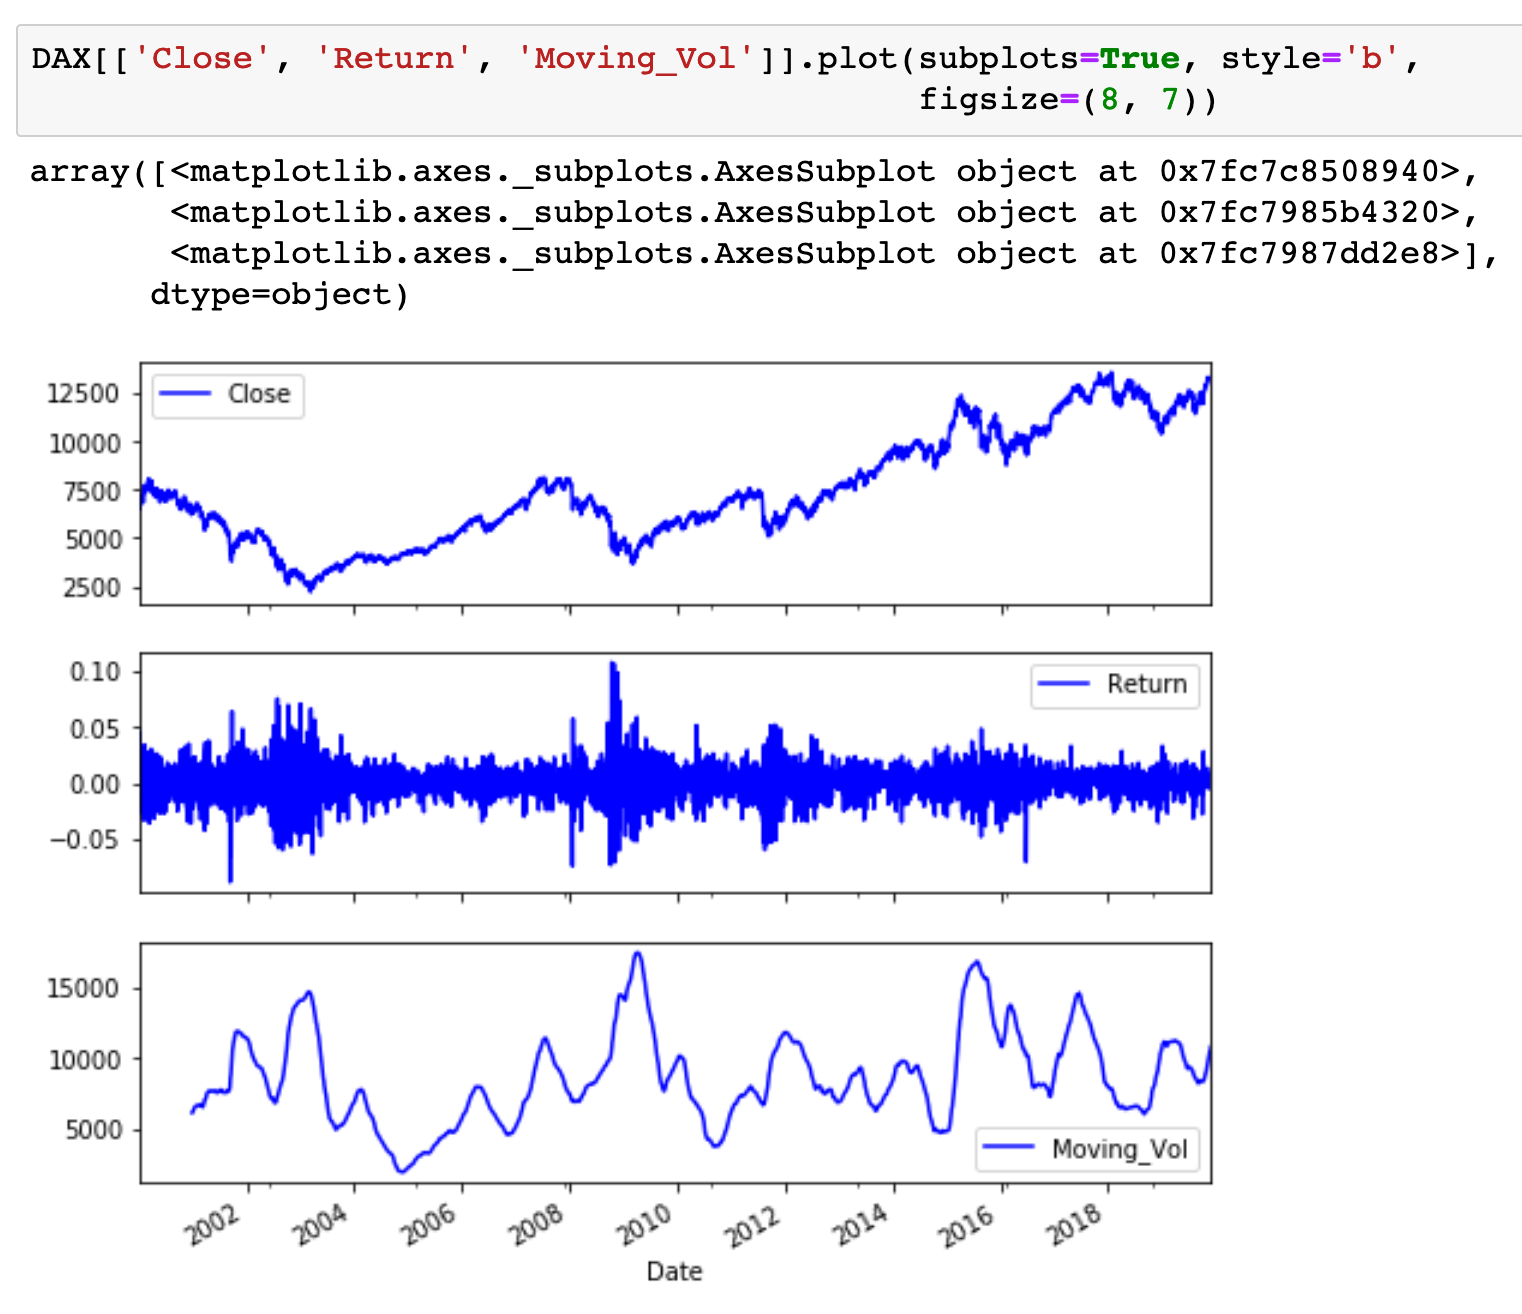 DAX[['Close', 'Return', 'Moving_Vol']].plot(subplots=True, style='b',
figsize=(8, 7))
array([<matplotlib.axes._subplots.AxesSubplot object at 0x7fc7c8508940>,
<matplotlib.axes._subplots.AxesSubplot object at 0x7fc7985b4320>,
<matplotlib.axes._subplots.AxesSubplot object at 0x7fc7987dd2e8>],
dtype=object)
Close
12500
10000
7500
5000
2500
Return
0.10
0.05
0.00
−0.05
15000
10000
5000
Moving_Vol
2002 2004 2006 2008 2010 2012 2014 2016 2018
Date